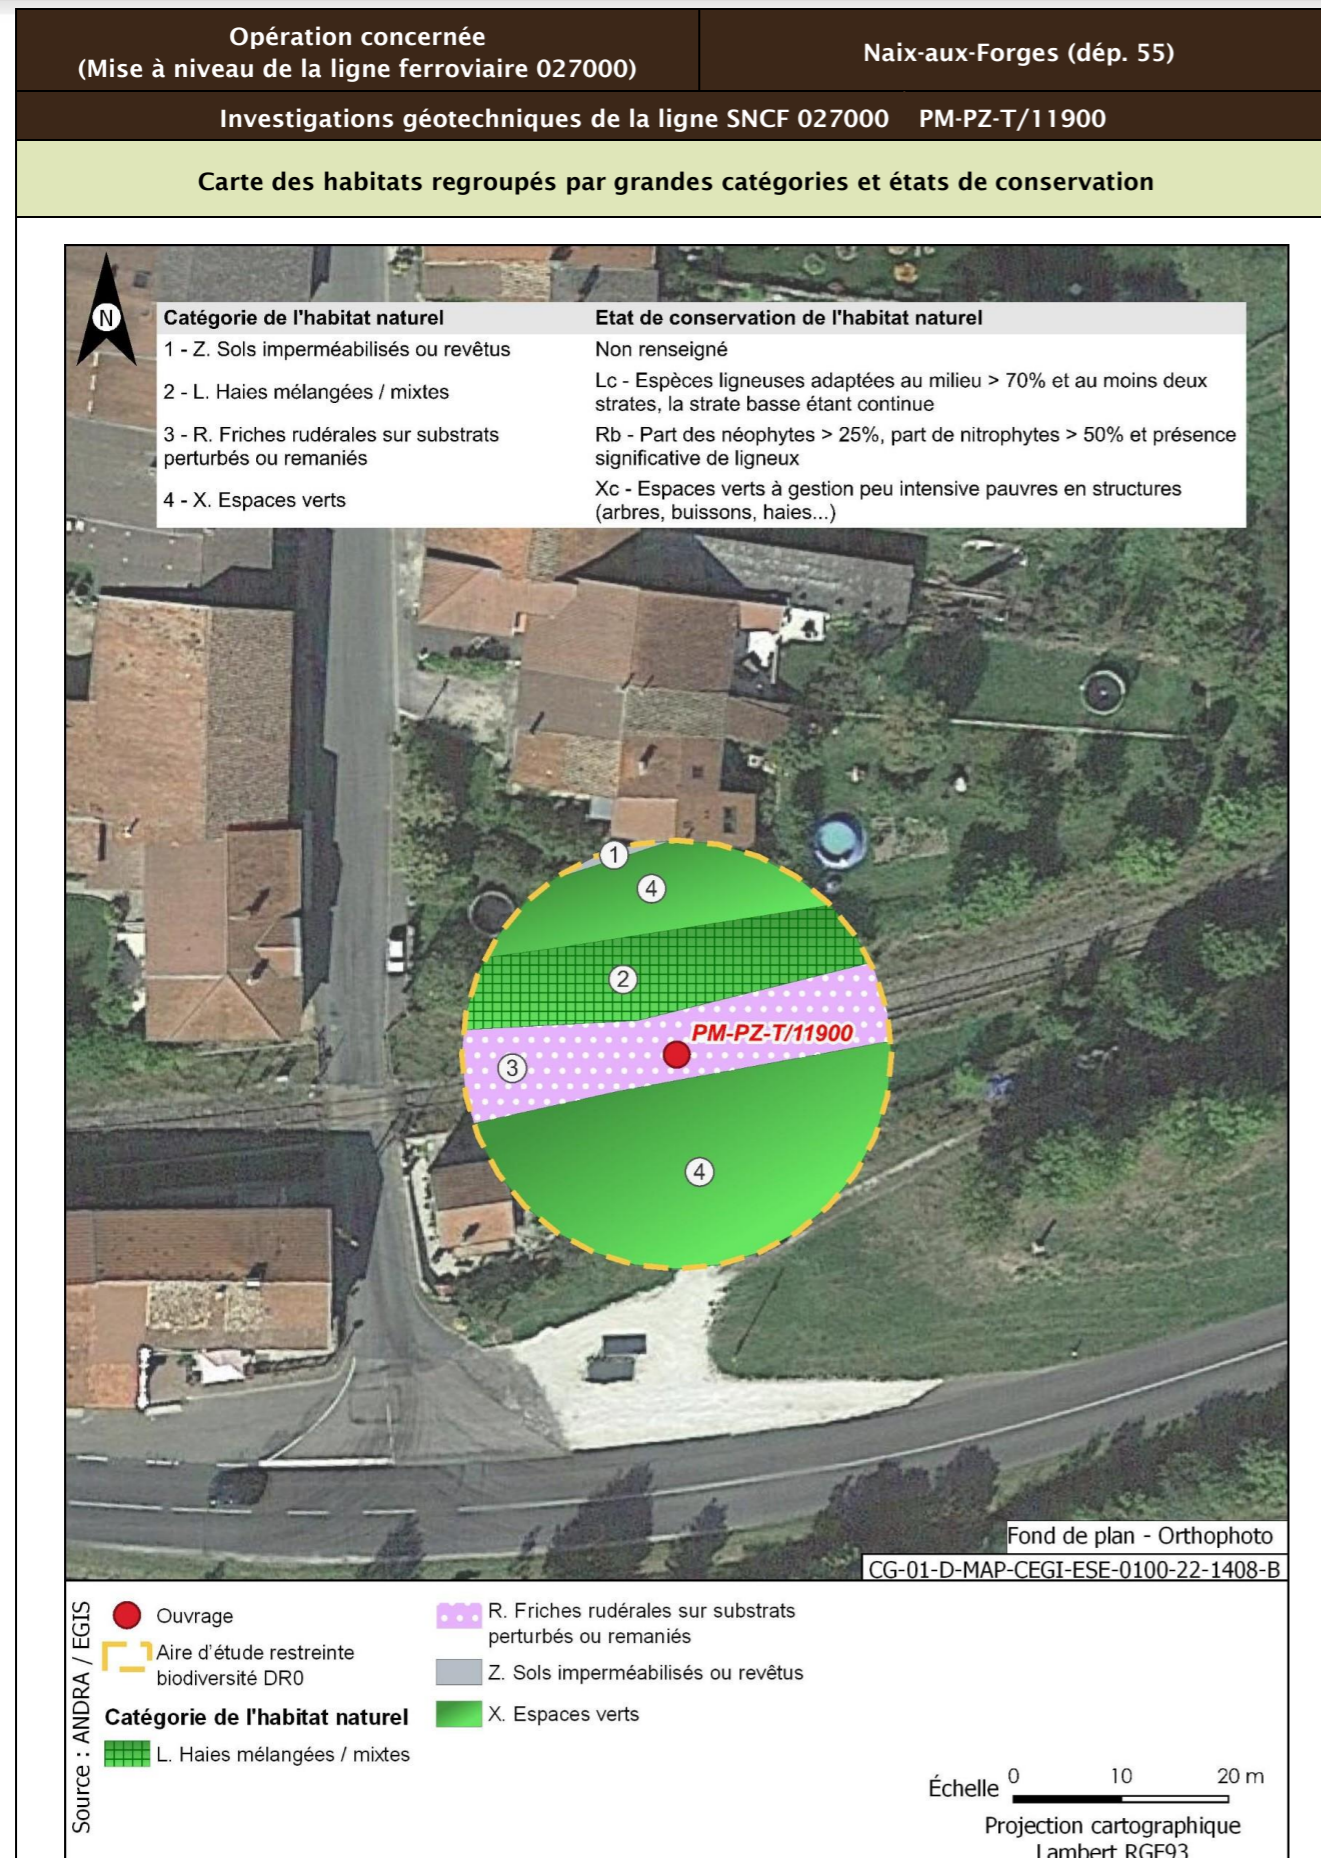 Opération concernée
(Mise à niveau de la ligne ferroviaire 027000)
Naix-aux-Forges (dép. 55)
Investigations géotechniques de la ligne SNCF 027000 PM-PZ-T/11900
Carte des habitats regroupés par grandes catégories et états de conservation
N
Catégorie de l'habitat naturel
Etat de conservation de l'habitat naturel
1 - Z. Sols imperméabilisés ou revêtus
Non renseigné
2 - L. Haies mélangées / mixtes
Lc - Espèces ligneuses adaptées au milieu > 70% et au moins deux
strates, la strate basse étant continue
3 - R. Friches rudérales sur substrats
perturbés ou remaniés
Rb - Part des néophytes > 25%, part de nitrophytes > 50% et présence
significative de ligneux
4 - X. Espaces verts
Xc - Espaces verts à gestion peu intensive pauvres en structures
(arbres, buissons, haies...)
1
4
2
PM-PZ-T/11900
3
4
Fond de plan - Orthophoto
CG-01-D-MAP-CEGI-ESE-0100-22-1408-B
Source : ANDRA / EGIS
Ouvrage
Aire d'étude restreinte
biodiversité DR0
Catégorie de l'habitat naturel
L. Haies mélangées / mixtes
R. Friches rudérales sur substrats
perturbés ou remaniés
Z. Sols imperméabilisés ou revêtus
X. Espaces verts
Échelle 0 10 20 m
Projection cartographique
Lambert RGF93